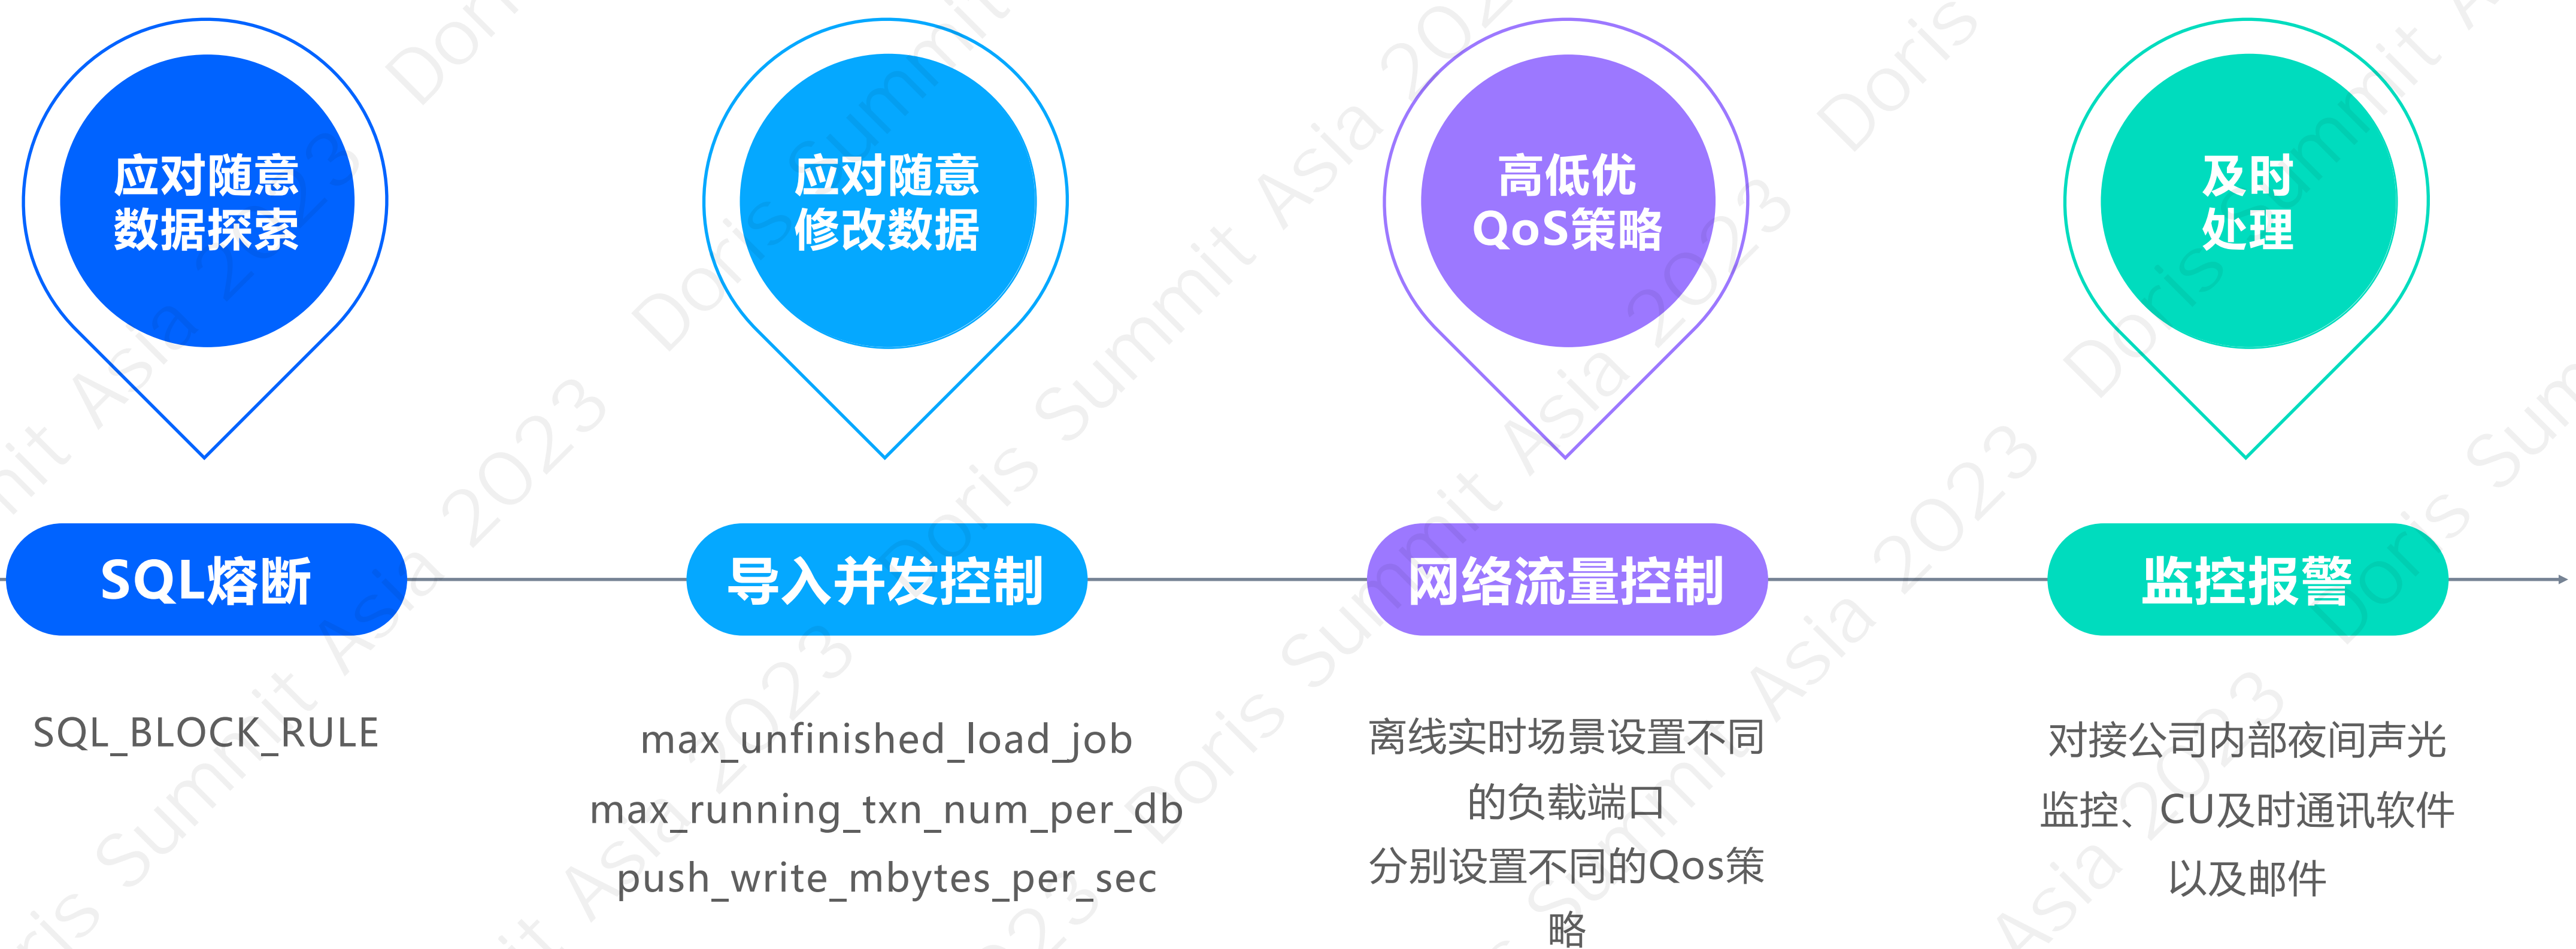 应对随意
数据探索
应对随意
修改数据
高低优
QoS策略
及时
处理
SQL熔断
导入并发控制
网络流量控制
监控报警
SQL_BLOCK_RULE
max_unfinished_load_job
max_running_txn_num_per_db
push_write_mbytes_per_sec
离线实时场景设置不同
的负载端口
分别设置不同的Qos策
略
对接公司内部夜间声光
监控、CU及时通讯软件
以及邮件
Doris Summit Asia 2023